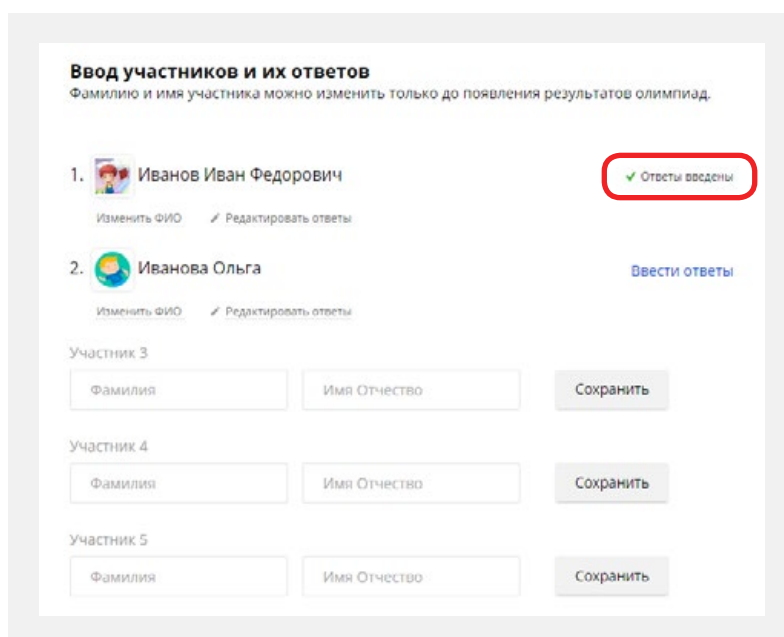 Ввод участников и их ответов
Фамилию и имя участника можно изменить только до появления результатов олимпиад.
1. Иванов Иван Федорович ✓ Ответы введены
Изменить ФИО Редактировать ответы
2. Иванова Ольга Ввести ответы
Изменить ФИО Редактировать ответы
Участник 3
Фамилия Имя Отчество Сохранить
Участник 4
Фамилия Имя Отчество Сохранить
Участник 5
Фамилия Имя Отчество Сохранить